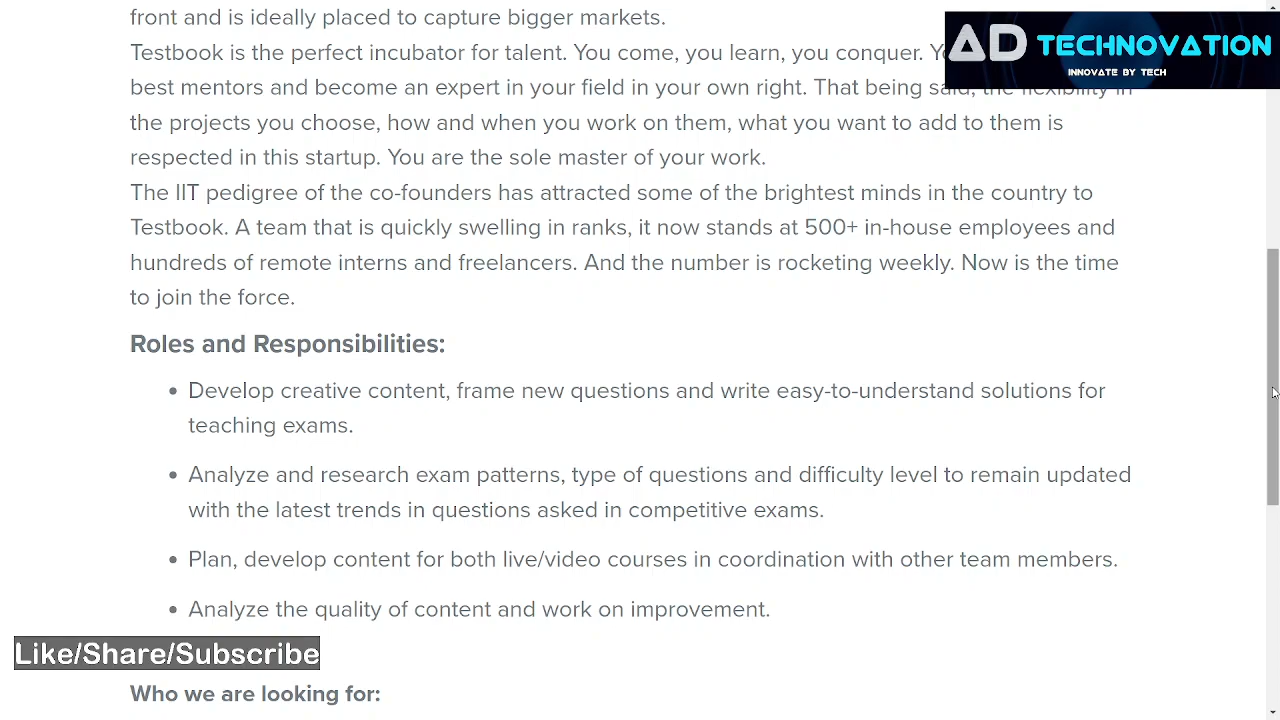 front and is ideally placed to capture bigger markets.
AD TECHNOVATION
INNOVATE BY TECH
Testbook is the perfect incubator for talent. You come, you learn, you conquer.
best mentors and become an expert in your field in your own right. That being said, the flexibility in
the projects you choose, how and when you work on them, what you want to add to them is
respected in this startup. You are the sole master of your work.
The IIT pedigree of the co-founders has attracted some of the brightest minds in the country to
Testbook. A team that is quickly swelling in ranks, it now stands at 500+ in-house employees and
hundreds of remote interns and freelancers. And the number is rocketing weekly. Now is the time
to join the force.
Roles and Responsibilities:
• Develop creative content, frame new questions and write easy-to-understand solutions for
teaching exams.
• Analyze and research exam patterns, type of questions and difficulty level to remain updated
with the latest trends in questions asked in competitive exams.
• Plan, develop content for both live/video courses in coordination with other team members.
• Analyze the quality of content and work on improvement.
Like/Share/Subscribe
Who we are looking for: